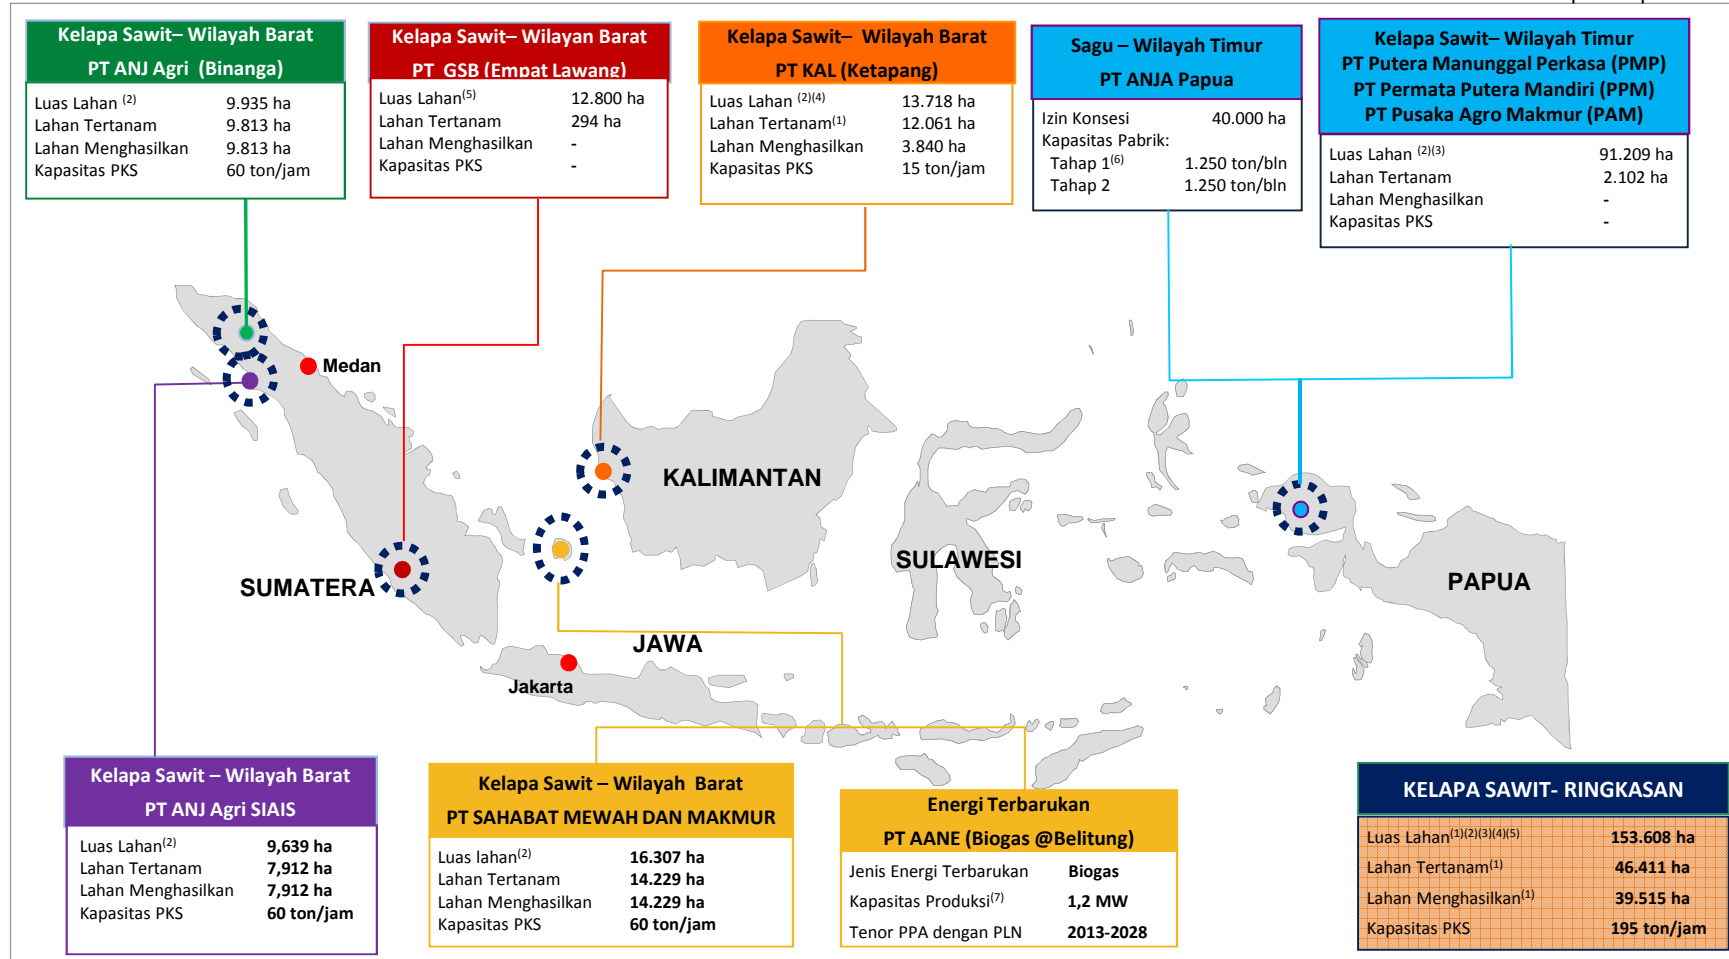 Kelapa Sawit– Wilayah Barat
PT ANJ Agri (Binanga)
Luas Lahan (2) 9.935 ha
Lahan Tertanam 9.813 ha
Lahan Menghasilkan 9.813 ha
Kapasitas PKS 60 ton/jam
Kelapa Sawit– Wilayan Barat
PT GSB (Empat Lawang)
Luas Lahan(5) 12.800 ha
Lahan Tertanam 294 ha
Lahan Menghasilkan -
Kapasitas PKS -
Kelapa Sawit– Wilayah Barat
PT KAL (Ketapang)
Luas Lahan (2)(4) 13.718 ha
Lahan Tertanam(1) 12.061 ha
Lahan Menghasilkan 3.840 ha
Kapasitas PKS 15 ton/jam
Sagu – Wilayah Timur
PT ANJA Papua
Izin Konsesi 40.000 ha
Kapasitas Pabrik:
Tahap 1(6) 1.250 ton/bln
Tahap 2 1.250 ton/bln
Kelapa Sawit– Wilayah Timur
PT Putera Manunggal Perkasa (PMP)
PT Permata Putera Mandiri (PPM)
PT Pusaka Agro Makmur (PAM)
Luas Lahan (2)(3) 91.209 ha
Lahan Tertanam 2.102 ha
Lahan Menghasilkan -
Kapasitas PKS -
Medan
KALIMANTAN
SULAWESI
SUMATERA
PAPUA
JAWA
Jakarta
Kelapa Sawit – Wilayah Barat
PT ANJ Agri SIAIS
Luas Lahan(2) 9,639 ha
Lahan Tertanam 7,912 ha
Lahan Menghasilkan 7,912 ha
Kapasitas PKS 60 ton/jam
Kelapa Sawit – Wilayah Barat
PT SAHABAT MEWAH DAN MAKMUR
Luas lahan(2) 16.307 ha
Lahan Tertanam 14.229 ha
Lahan Menghasilkan 14.229 ha
Kapasitas PKS 60 ton/jam
Energi Terbarukan
PT AANE (Biogas @Belitung)
Jenis Energi Terbarukan Biogas
Kapasitas Produksi(7) 1,2 MW
Tenor PPA dengan PLN 2013-2028
KELAPA SAWIT- RINGKASAN
Luas Lahan(1)(2)(3)(4)(5) 153.608 ha
Lahan Tertanam(1) 46.411 ha
Lahan Menghasilkan(1) 39.515 ha
Kapasitas PKS 195 ton/jam